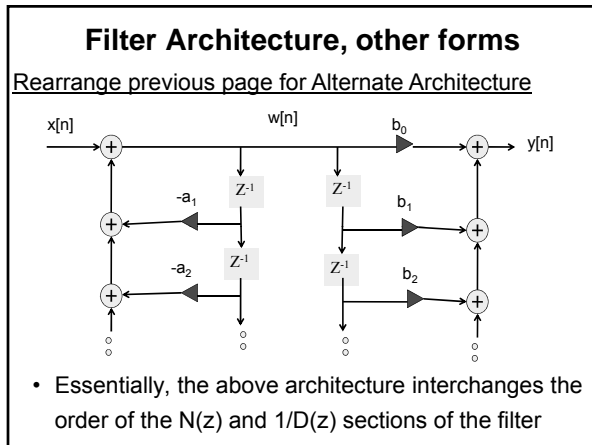 Filter Architecture, other forms
Rearrange previous page for Alternate Architecture
x[n] w[n] b₀ y[n]
+ +
Z⁻¹ Z⁻¹
-a₁ b₁
+ +
Z⁻¹ Z⁻¹
-a₂ b₂
+ +
• Essentially, the above architecture interchanges the
order of the N(z) and 1/D(z) sections of the filter